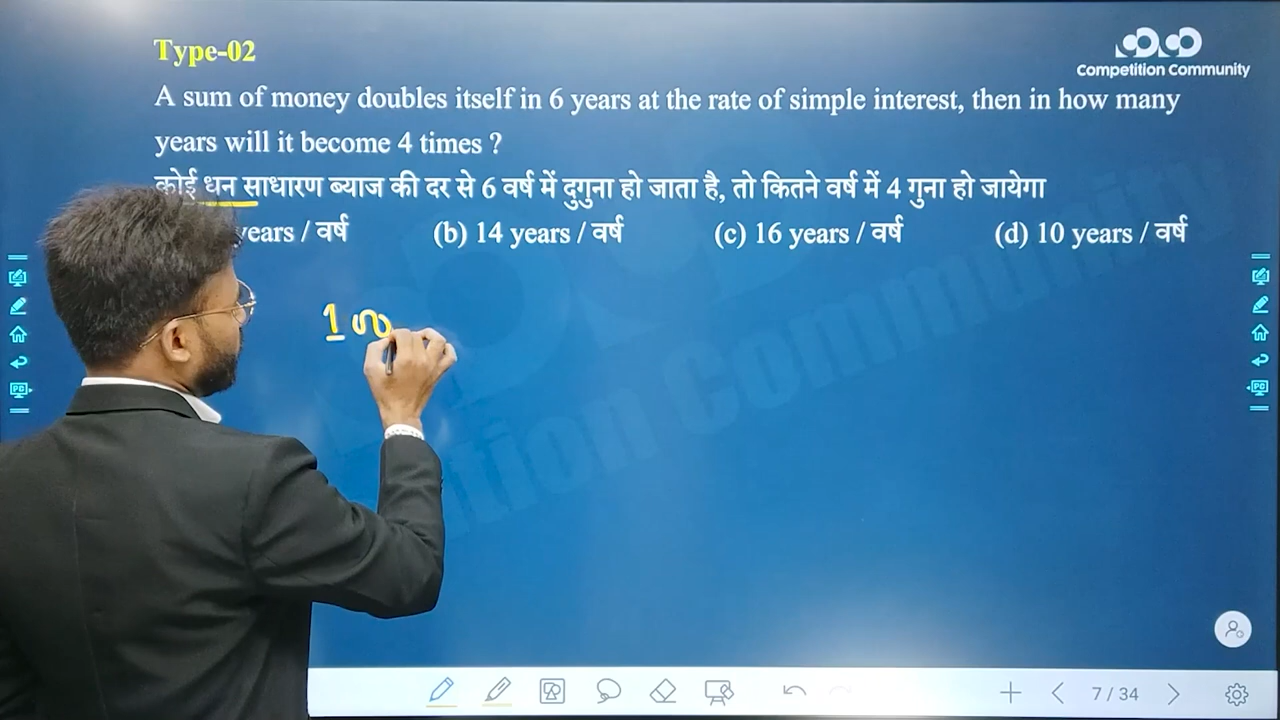 Type-02
Competition Community
A sum of money doubles itself in 6 years at the rate of simple interest, then in how many
years will it become 4 times ?
कोई धन साधारण ब्याज की दर से 6 वर्ष में दुगुना हो जाता है, तो कितने वर्ष में 4 गुना हो जायेगा
years / वर्ष (b) 14 years / वर्ष (c) 16 years / वर्ष (d) 10 years / वर्ष
1
7 / 34